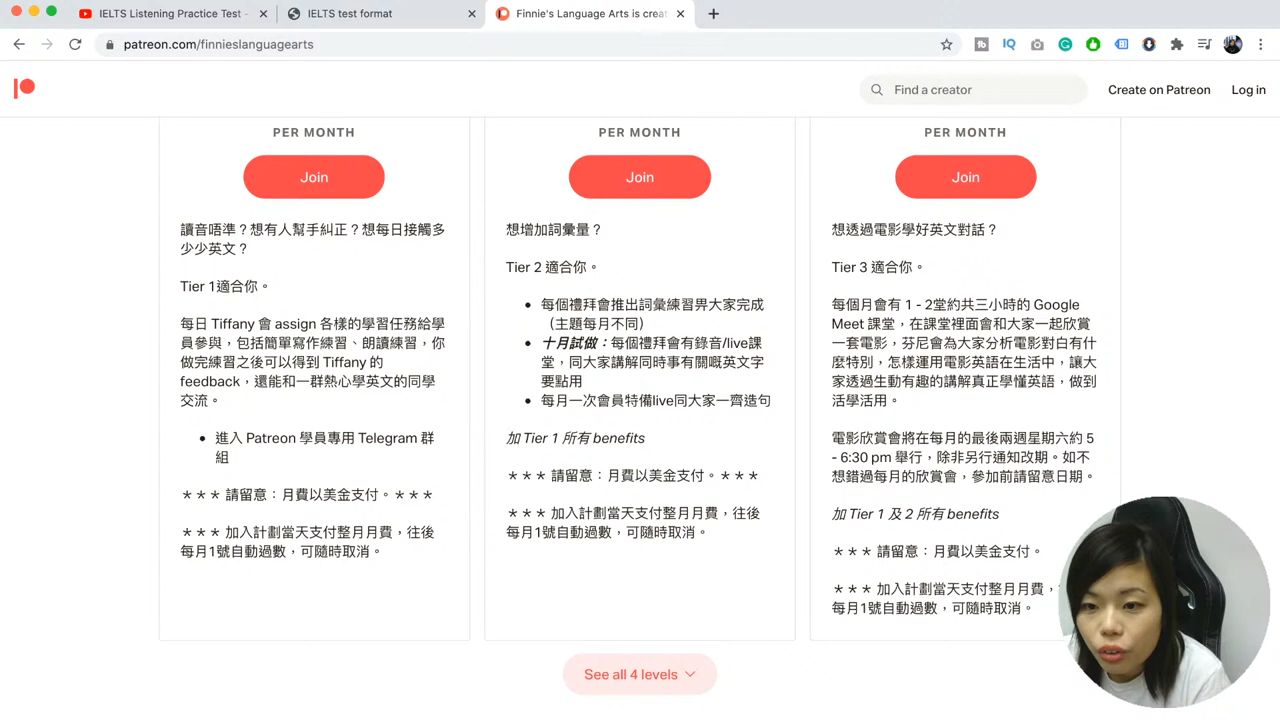 IELTS Listening Practice Test -
IELTS test format
Finnie's Language Arts is creat
patreon.com/finnieslanguagearts
Find a creator
Create on Patreon
Log in
PER MONTH
Join
讀音唔準？想有人幫手糾正？想每日接觸多
少少英文？
Tier 1適合你。
每日 Tiffany 會 assign 各樣的學習任務給學
員參與，包括簡單寫作練習、朗讀練習，你
做完練習之後可以得到 Tiffany 的
feedback，還能和一群熱心學英文的同學
交流。
• 進入 Patreon 學員專用 Telegram 群
組
＊＊＊ 請留意：月費以美金支付。＊＊＊
＊＊＊ 加入計劃當天支付整月月費，往後
每月1號自動過數，可隨時取消。
PER MONTH
Join
想增加詞彙量？
Tier 2 適合你。
• 每個禮拜會推出詞彙練習畀大家完成
（主題每月不同）
• 十月試做：每個禮拜會有錄音/live課
堂，同大家講解同時事有關嘅英文字
要點用
• 每月一次會員特備live同大家一齊造句
加 Tier 1 所有 benefits
＊＊＊ 請留意：月費以美金支付。＊＊＊
＊＊＊ 加入計劃當天支付整月月費，往後
每月1號自動過數，可隨時取消。
PER MONTH
Join
想透過電影學好英文對話？
Tier 3 適合你。
每個月會有 1 - 2堂約共三小時的 Google
Meet 課堂，在課堂裡面會和大家一起欣賞
一套電影，芬尼會為大家分析電影對白有什
麼特別，怎樣運用電影英語在生活中，讓大
家透過生動有趣的講解真正學懂英語，做到
活學活用。
電影欣賞會將在每月的最後兩週星期六約 5
- 6:30 pm 舉行，除非另行通知改期。如不
想錯過每月的欣賞會，參加前請留意日期。
加 Tier 1 及 2 所有 benefits
＊＊＊ 請留意：月費以美金支付。
＊＊＊ 加入計劃當天支付整月月費，
每月1號自動過數，可隨時取消。
See all 4 levels